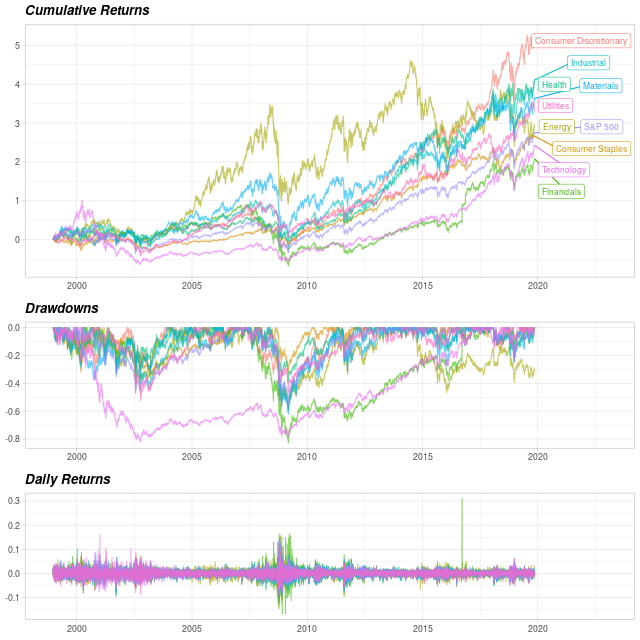 Cumulative Returns
5
4
3
2
1
0
Consumer Discretionary
Industrial
Health
Materials
Utilities
Energy
S&P 500
Consumer Staples
Technology
Financials
2000 2005 2010 2015 2020
Drawdowns
0.0
-0.2
-0.4
-0.6
-0.8
2000 2005 2010 2015 2020
Daily Returns
0.3
0.2
0.1
0.0
-0.1
2000 2005 2010 2015 2020